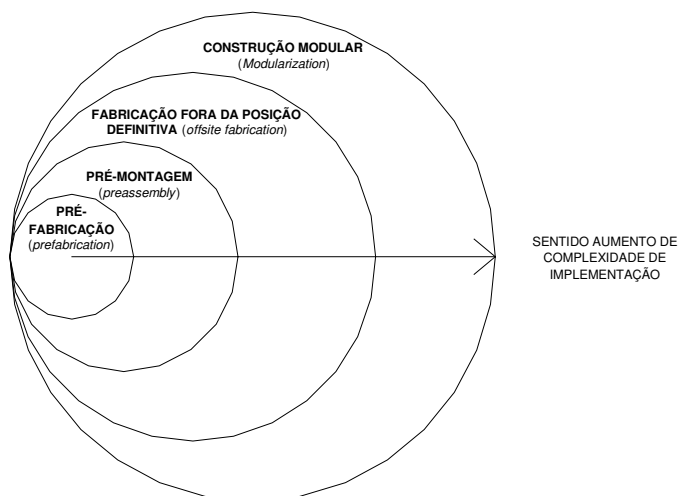 CONSTRUÇÃO MODULAR
(Modularization)
FABRICAÇÃO FORA DA POSIÇÃO
DEFINITIVA (offsite fabrication)
PRÉ-MONTAGEM
(preassembly)
PRÉ-
FABRICAÇÃO
(prefabrication)
SENTIDO AUMENTO DE
COMPLEXIDADE DE
IMPLEMENTAÇÃO